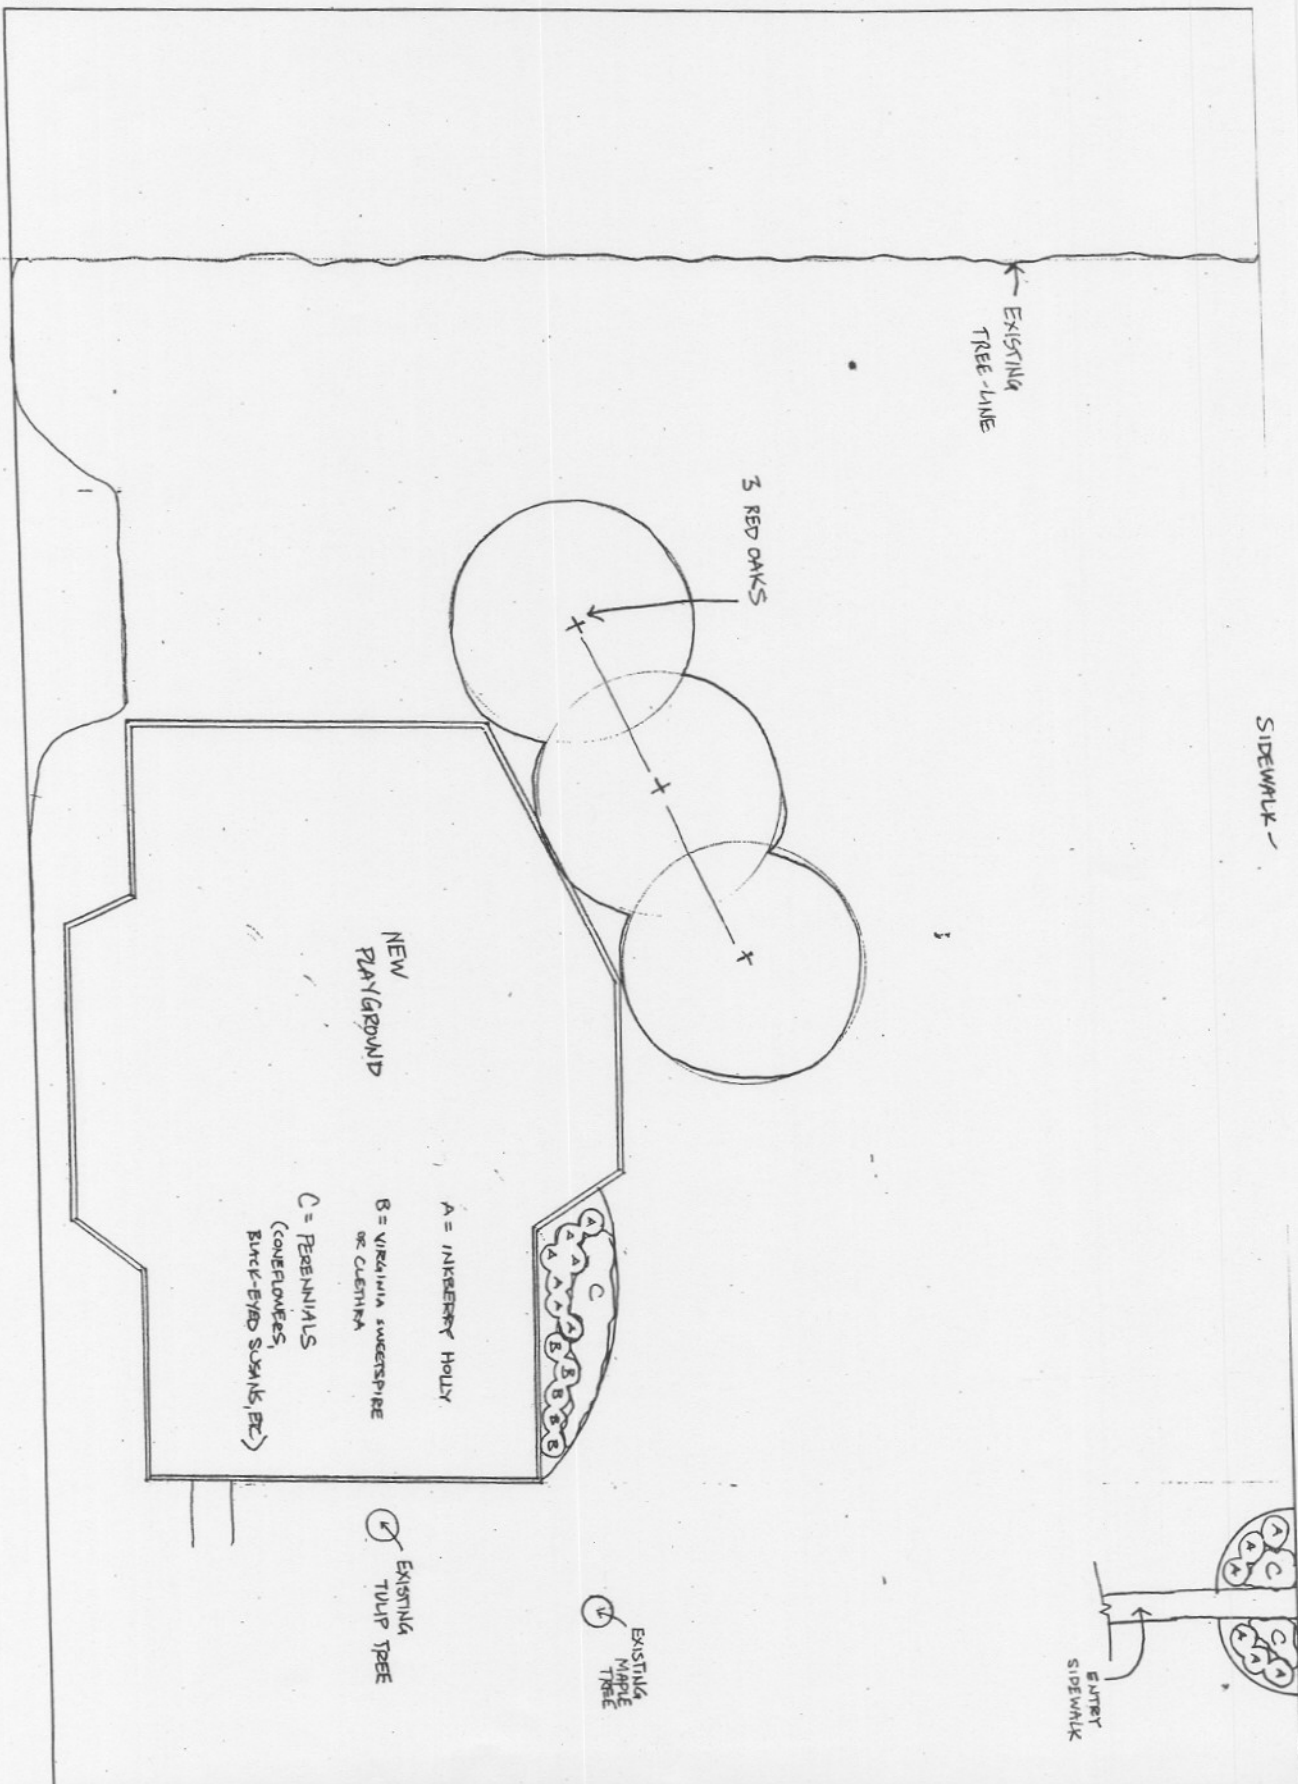 SIDEWALK
EXISTING
TREE-LINE
3 RED OAKS
NEW
PLAYGROUND
A = INKBERRY HOLLY
B = VIRGINIA SWEETSPIRE
OR CLETHRA
C = PERENNIALS
(CONEFLOWERS,
BLACK-EYED SUSANS, ETC)
A
A
A
A
A
A
A
C
B
B
B
B
B
A
A
A
C
C
A
A
A
ENTRY
SIDEWALK
EXISTING
MAPLE
TREE
EXISTING
TULIP TREE